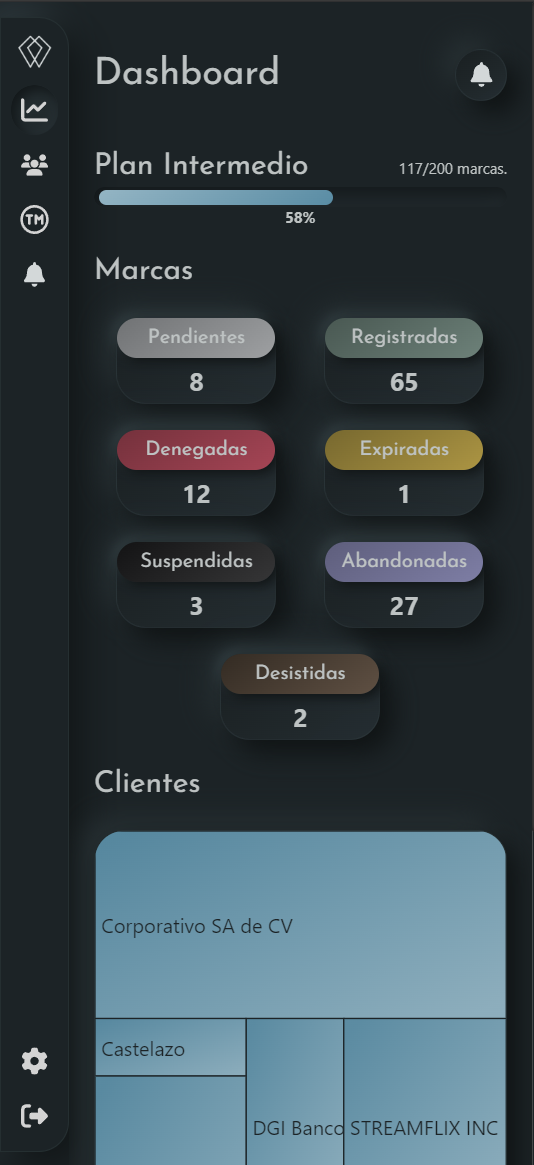 Dashboard
Plan Intermedio 117/200 marcas.
58%
TM
Marcas
Pendientes Registradas
8 65
Denegadas Expiradas
12 1
Suspendidas Abandonadas
3 27
Desistidas
2
Clientes
Corporativo SA de CV
Castelazo
DGI Banco STREAMFLIX INC